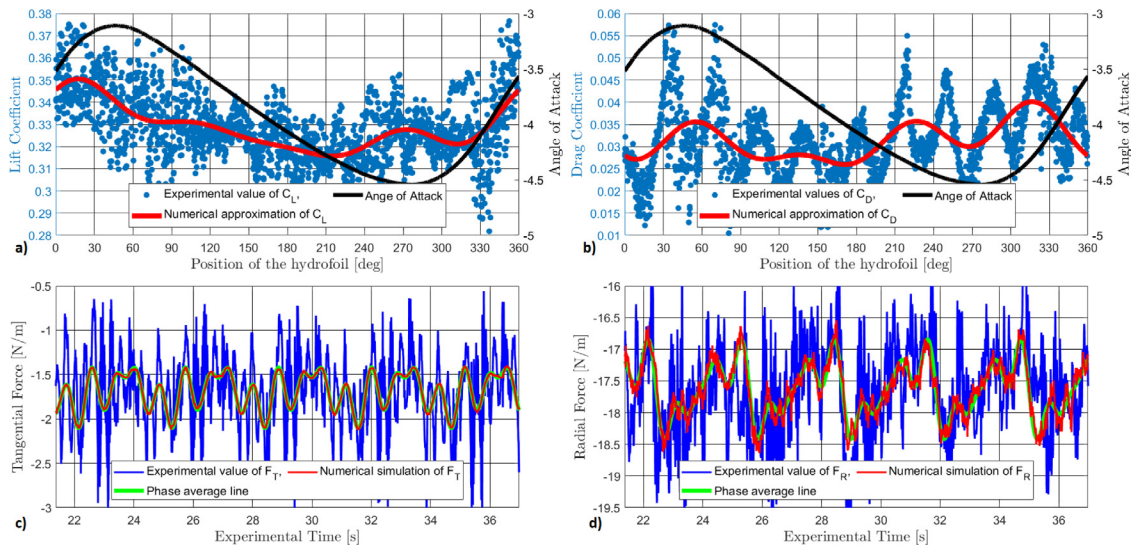 a)
Lift Coefficient
0.38
0.37
0.36
0.35
0.34
0.33
0.32
0.31
0.3
0.29
0.28
-3
-3.5
-4
-4.5
-5
Angle of Attack
Experimental value of C_L,
Ange of Attack
Numerical approximation of C_L
0 30 60 90 120 150 180 210 240 270 300 330 360
Position of the hydrofoil [deg]
b)
Drag Coefficient
0.06
0.055
0.05
0.045
0.04
0.035
0.03
0.025
0.02
0.015
0.01
-3
-3.5
-4
-4.5
-5
Angle of Attack
Experimental values of C_D,
Angle of Attack
Numerical approximation of C_D
0 30 60 90 120 150 180 210 240 270 300 330 360
Position of the hydrofoil [deg]
c)
Tangential Force [N/m]
-0.5
-1
-1.5
-2
-2.5
-3
Experimental value of F_T,
Numerical simulation of F_T
Phase average line
22 24 26 28 30 32 34 36
Experimental Time [s]
d)
Radial Force [N/m]
-16
-16.5
-17
-17.5
-18
-18.5
-19
-19.5
Experimental value of F_R,
Numerical simulation of F_R
Phase average line
22 24 26 28 30 32 34 36
Experimental Time [s]